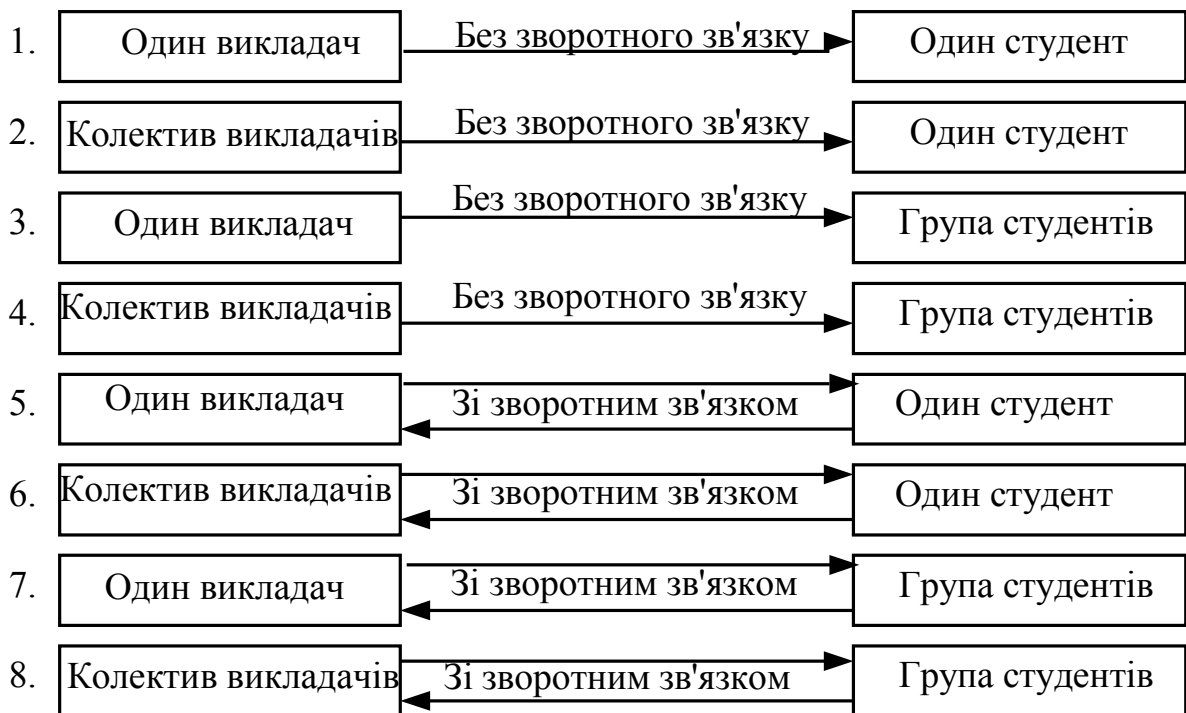 1. Один викладач Без зворотного зв'язку Один студент
2. Колектив викладачів Без зворотного зв'язку Один студент
3. Один викладач Без зворотного зв'язку Група студентів
4. Колектив викладачів Без зворотного зв'язку Група студентів
5. Один викладач Зі зворотним зв'язком Один студент
6. Колектив викладачів Зі зворотним зв'язком Один студент
7. Один викладач Зі зворотним зв'язком Група студентів
8. Колектив викладачів Зі зворотним зв'язком Група студентів